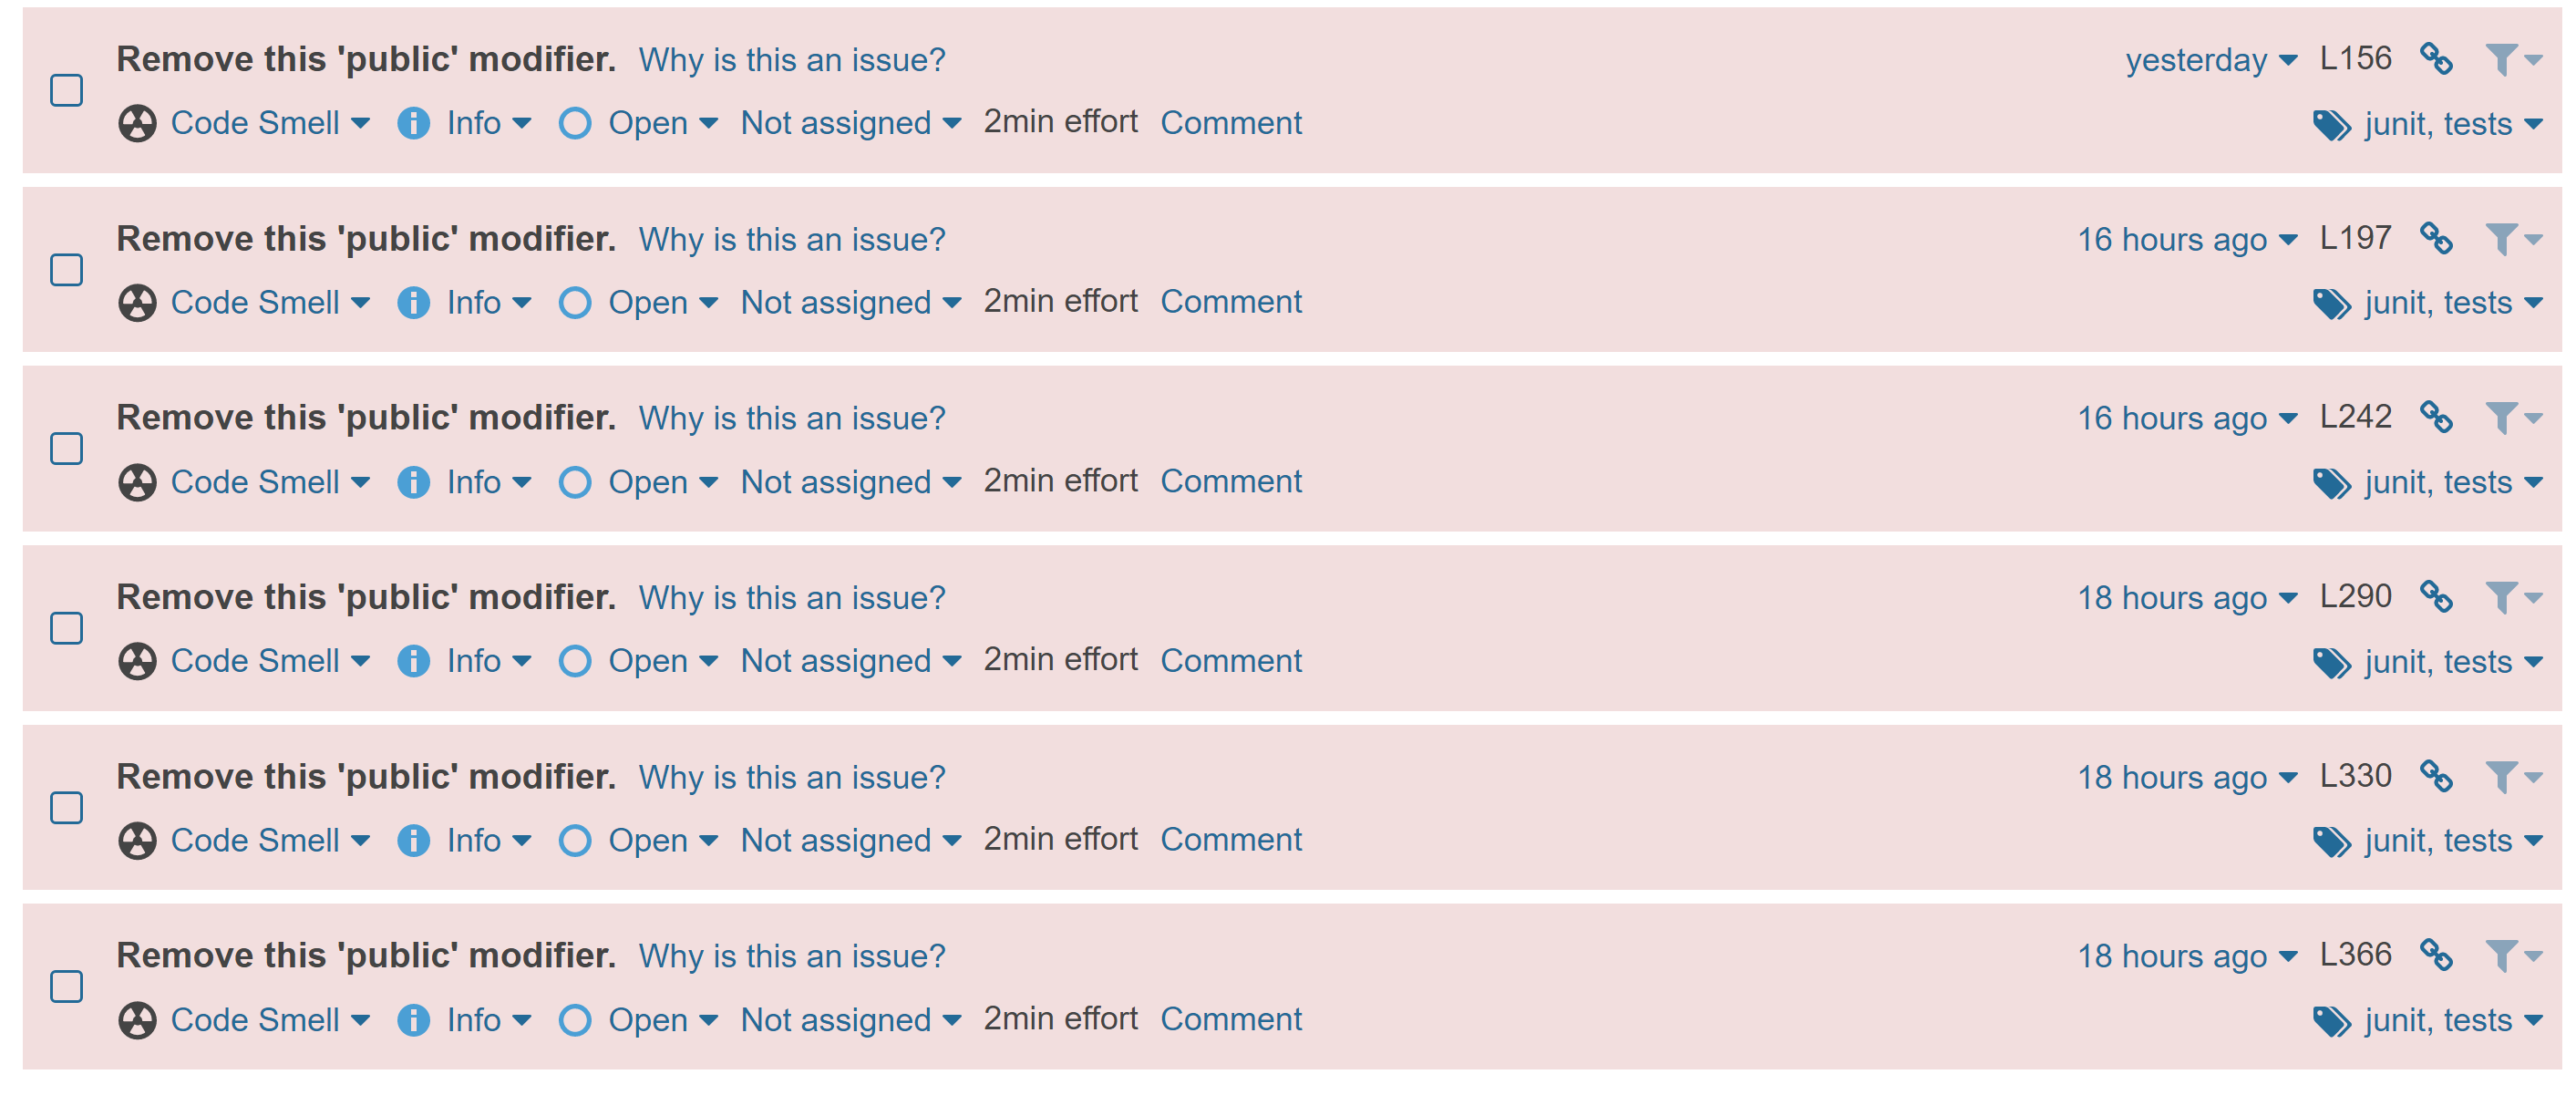 Remove this 'public' modifier. Why is this an issue? yesterday L156
Code Smell Info Open Not assigned 2min effort Comment junit, tests
Remove this 'public' modifier. Why is this an issue? 16 hours ago L197
Code Smell Info Open Not assigned 2min effort Comment junit, tests
Remove this 'public' modifier. Why is this an issue? 16 hours ago L242
Code Smell Info Open Not assigned 2min effort Comment junit, tests
Remove this 'public' modifier. Why is this an issue? 18 hours ago L290
Code Smell Info Open Not assigned 2min effort Comment junit, tests
Remove this 'public' modifier. Why is this an issue? 18 hours ago L330
Code Smell Info Open Not assigned 2min effort Comment junit, tests
Remove this 'public' modifier. Why is this an issue? 18 hours ago L366
Code Smell Info Open Not assigned 2min effort Comment junit, tests